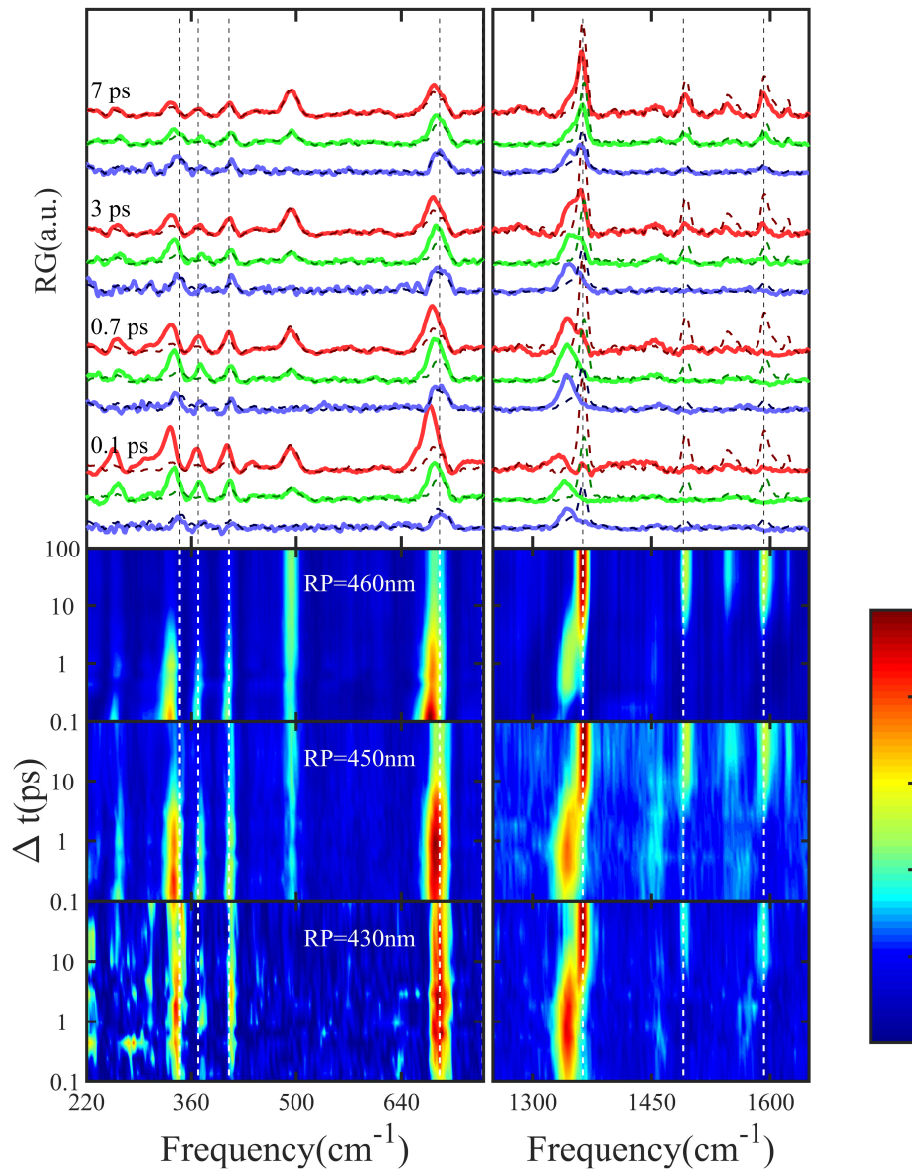 7 ps
3 ps
0.7 ps
0.1 ps
RG(a.u.)
100
10
1
0.1
RP=460nm
10
1
0.1
RP=450nm
10
1
0.1
RP=430nm
Δ t(ps)
220 360 500 640
1300 1450 1600
Frequency(cm⁻¹)
Frequency(cm⁻¹)